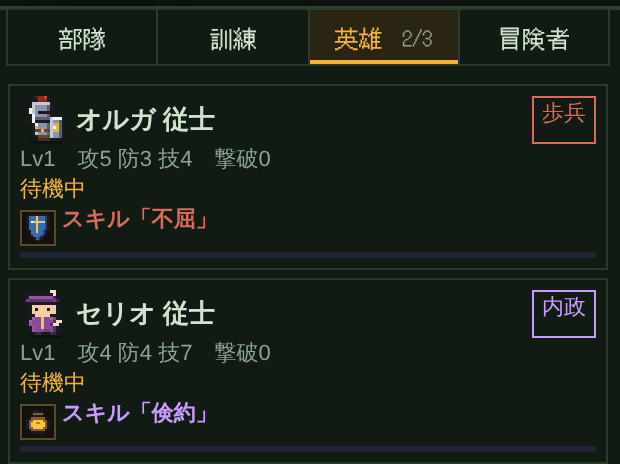 部隊 訓練 英雄 2/3 冒険者
オルガ 従士 歩兵
Lv1 攻5 防3 技4 撃破0
待機中
スキル「不屈」
セリオ 従士 内政
Lv1 攻4 防4 技7 撃破0
待機中
スキル「倹約」